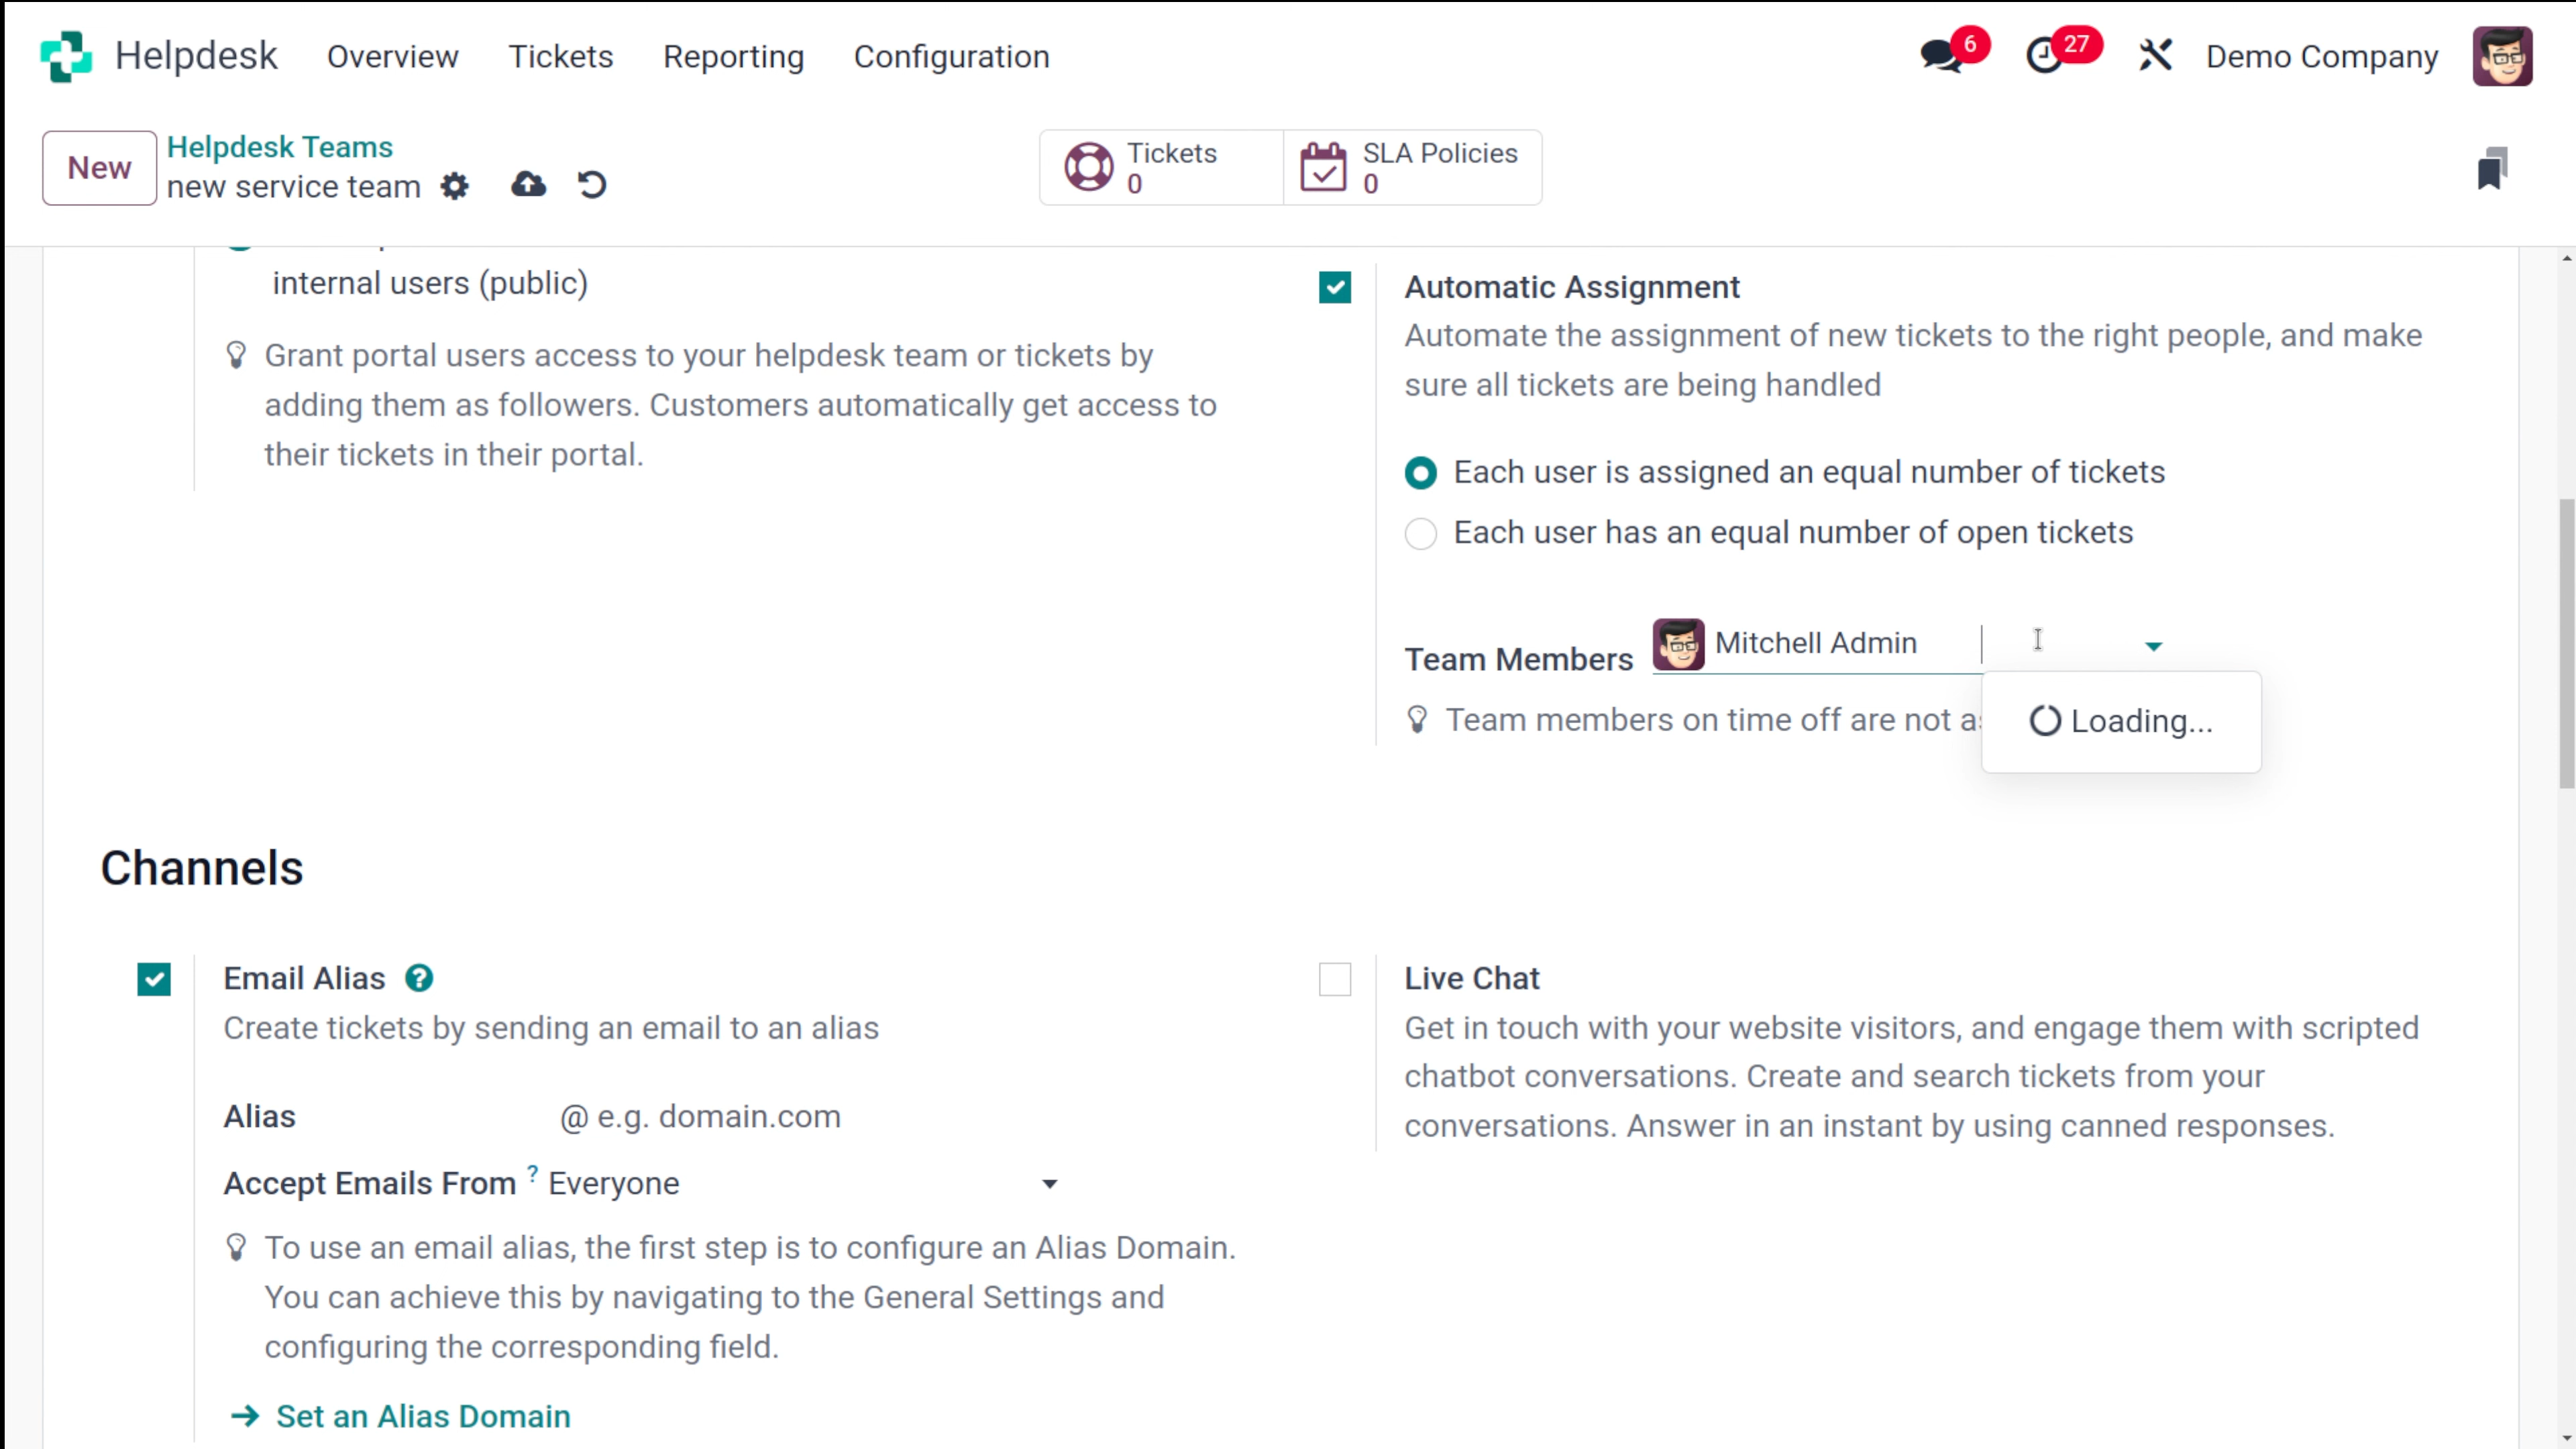 Helpdesk Overview Tickets Reporting Configuration 6 27 Demo Company
New Helpdesk Teams
new service team
Tickets
0
SLA Policies
0
internal users (public)
Grant portal users access to your helpdesk team or tickets by
adding them as followers. Customers automatically get access to
their tickets in their portal.
Automatic Assignment
Automate the assignment of new tickets to the right people, and make
sure all tickets are being handled
Each user is assigned an equal number of tickets
Each user has an equal number of open tickets
Team Members Mitchell Admin
Team members on time off are not
Loading...
Channels
Email Alias ?
Create tickets by sending an email to an alias
Alias @ e.g. domain.com
Accept Emails From ? Everyone
To use an email alias, the first step is to configure an Alias Domain.
You can achieve this by navigating to the General Settings and
configuring the corresponding field.
Set an Alias Domain
Live Chat
Get in touch with your website visitors, and engage them with scripted
chatbot conversations. Create and search tickets from your
conversations. Answer in an instant by using canned responses.